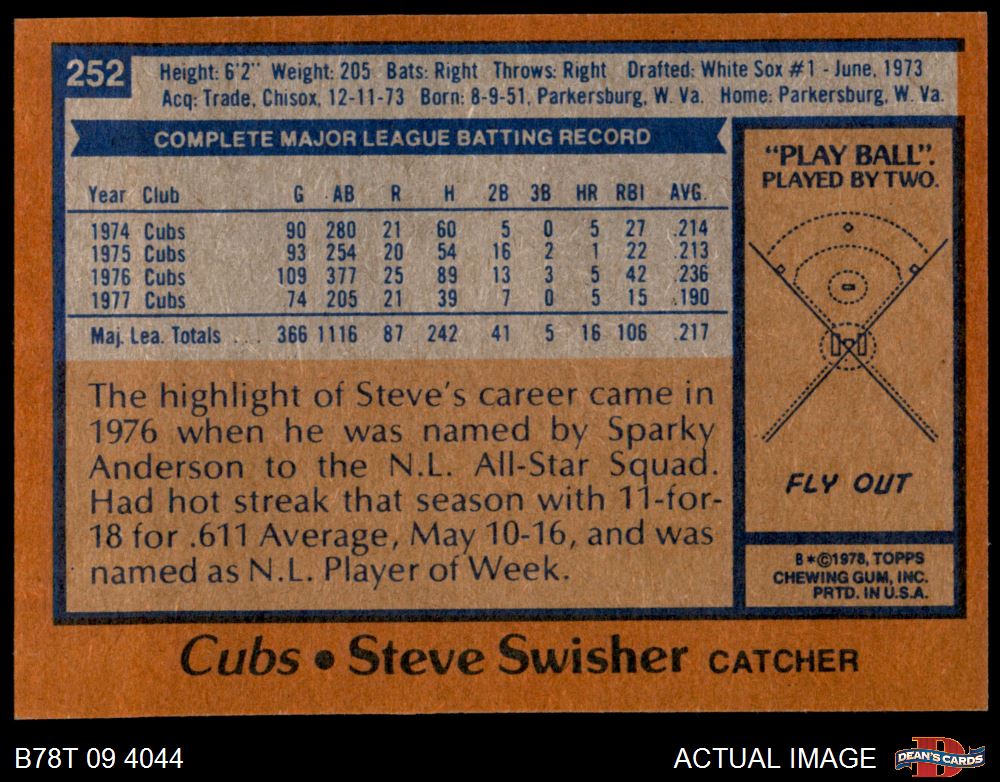 252
Height: 6'2" Weight: 205 Bats: Right Throws: Right Drafted: White Sox #1 - June, 1973
Acq: Trade, Chisox, 12-11-73 Born: 8-9-51, Parkersburg, W. Va. Home: Parkersburg, W. Va.
COMPLETE MAJOR LEAGUE BATTING RECORD
Year Club G AB R H 2B 3B HR RBI AVG.
1974 Cubs 90 280 21 60 5 0 5 27 .214
1975 Cubs 93 254 20 54 16 2 1 22 .213
1976 Cubs 109 377 25 89 13 3 5 42 .236
1977 Cubs 74 205 21 39 7 0 5 15 .190
Maj. Lea. Totals ... 366 1116 87 242 41 5 16 106 .217
The highlight of Steve's career came in
1976 when he was named by Sparky
Anderson to the N.L. All-Star Squad.
Had hot streak that season with 11-for-
18 for .611 Average, May 10-16, and was
named as N.L. Player of Week.
"PLAY BALL".
PLAYED BY TWO.
FLY OUT
B*©1978, TOPPS
CHEWING GUM, INC.
PRTD. IN U.S.A.
Cubs • Steve Swisher CATCHER
B78T 09 4044
ACTUAL IMAGE
D
DEAN'S CARDS